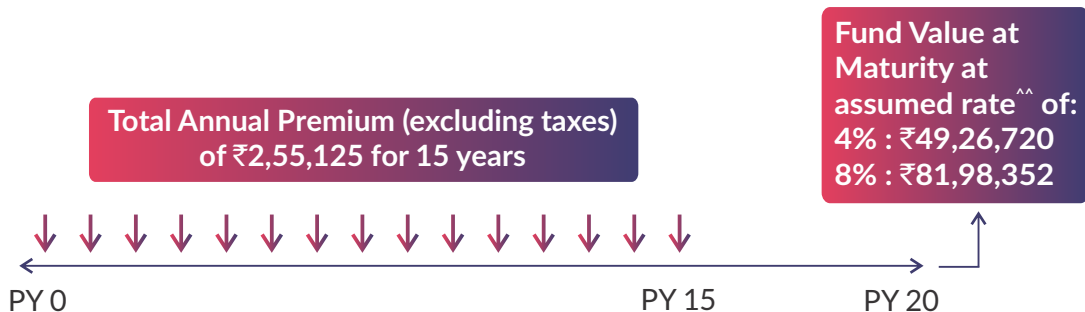 Total Annual Premium (excluding taxes)
of ₹2,55,125 for 15 years
Fund Value at
Maturity at
assumed rate^^ of:
4% : ₹49,26,720
8% : ₹81,98,352
PY 0
PY 15
PY 20